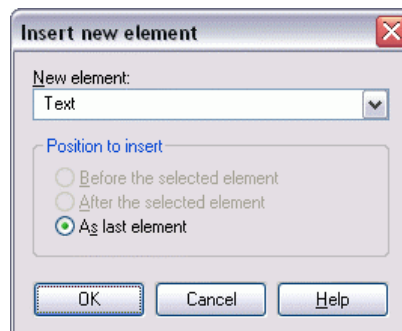 Insert new element
New element:
Text
Position to insert
Before the selected element
After the selected element
As last element
OK Cancel Help